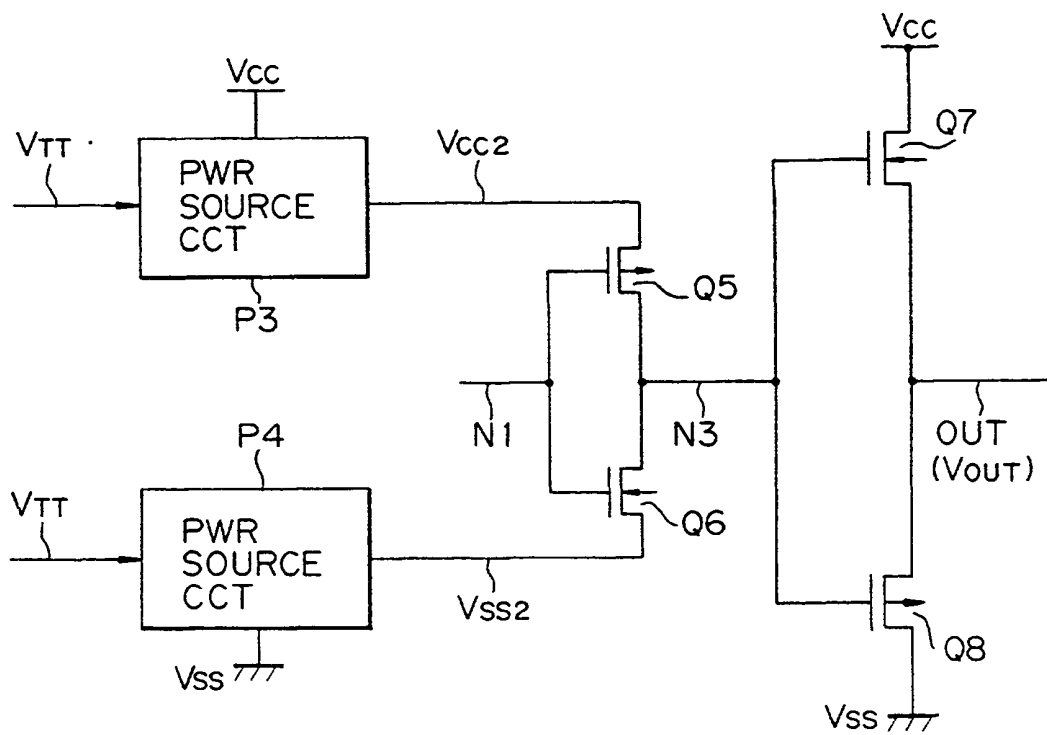 VCC
VCC
VTT
PWR
SOURCE
CCT
VCC2
Q7
P3
Q5
N1
N3
OUT
(VOUT)
P4
VTT
PWR
SOURCE
CCT
Q6
VSS2
Q8
VSS
VSS